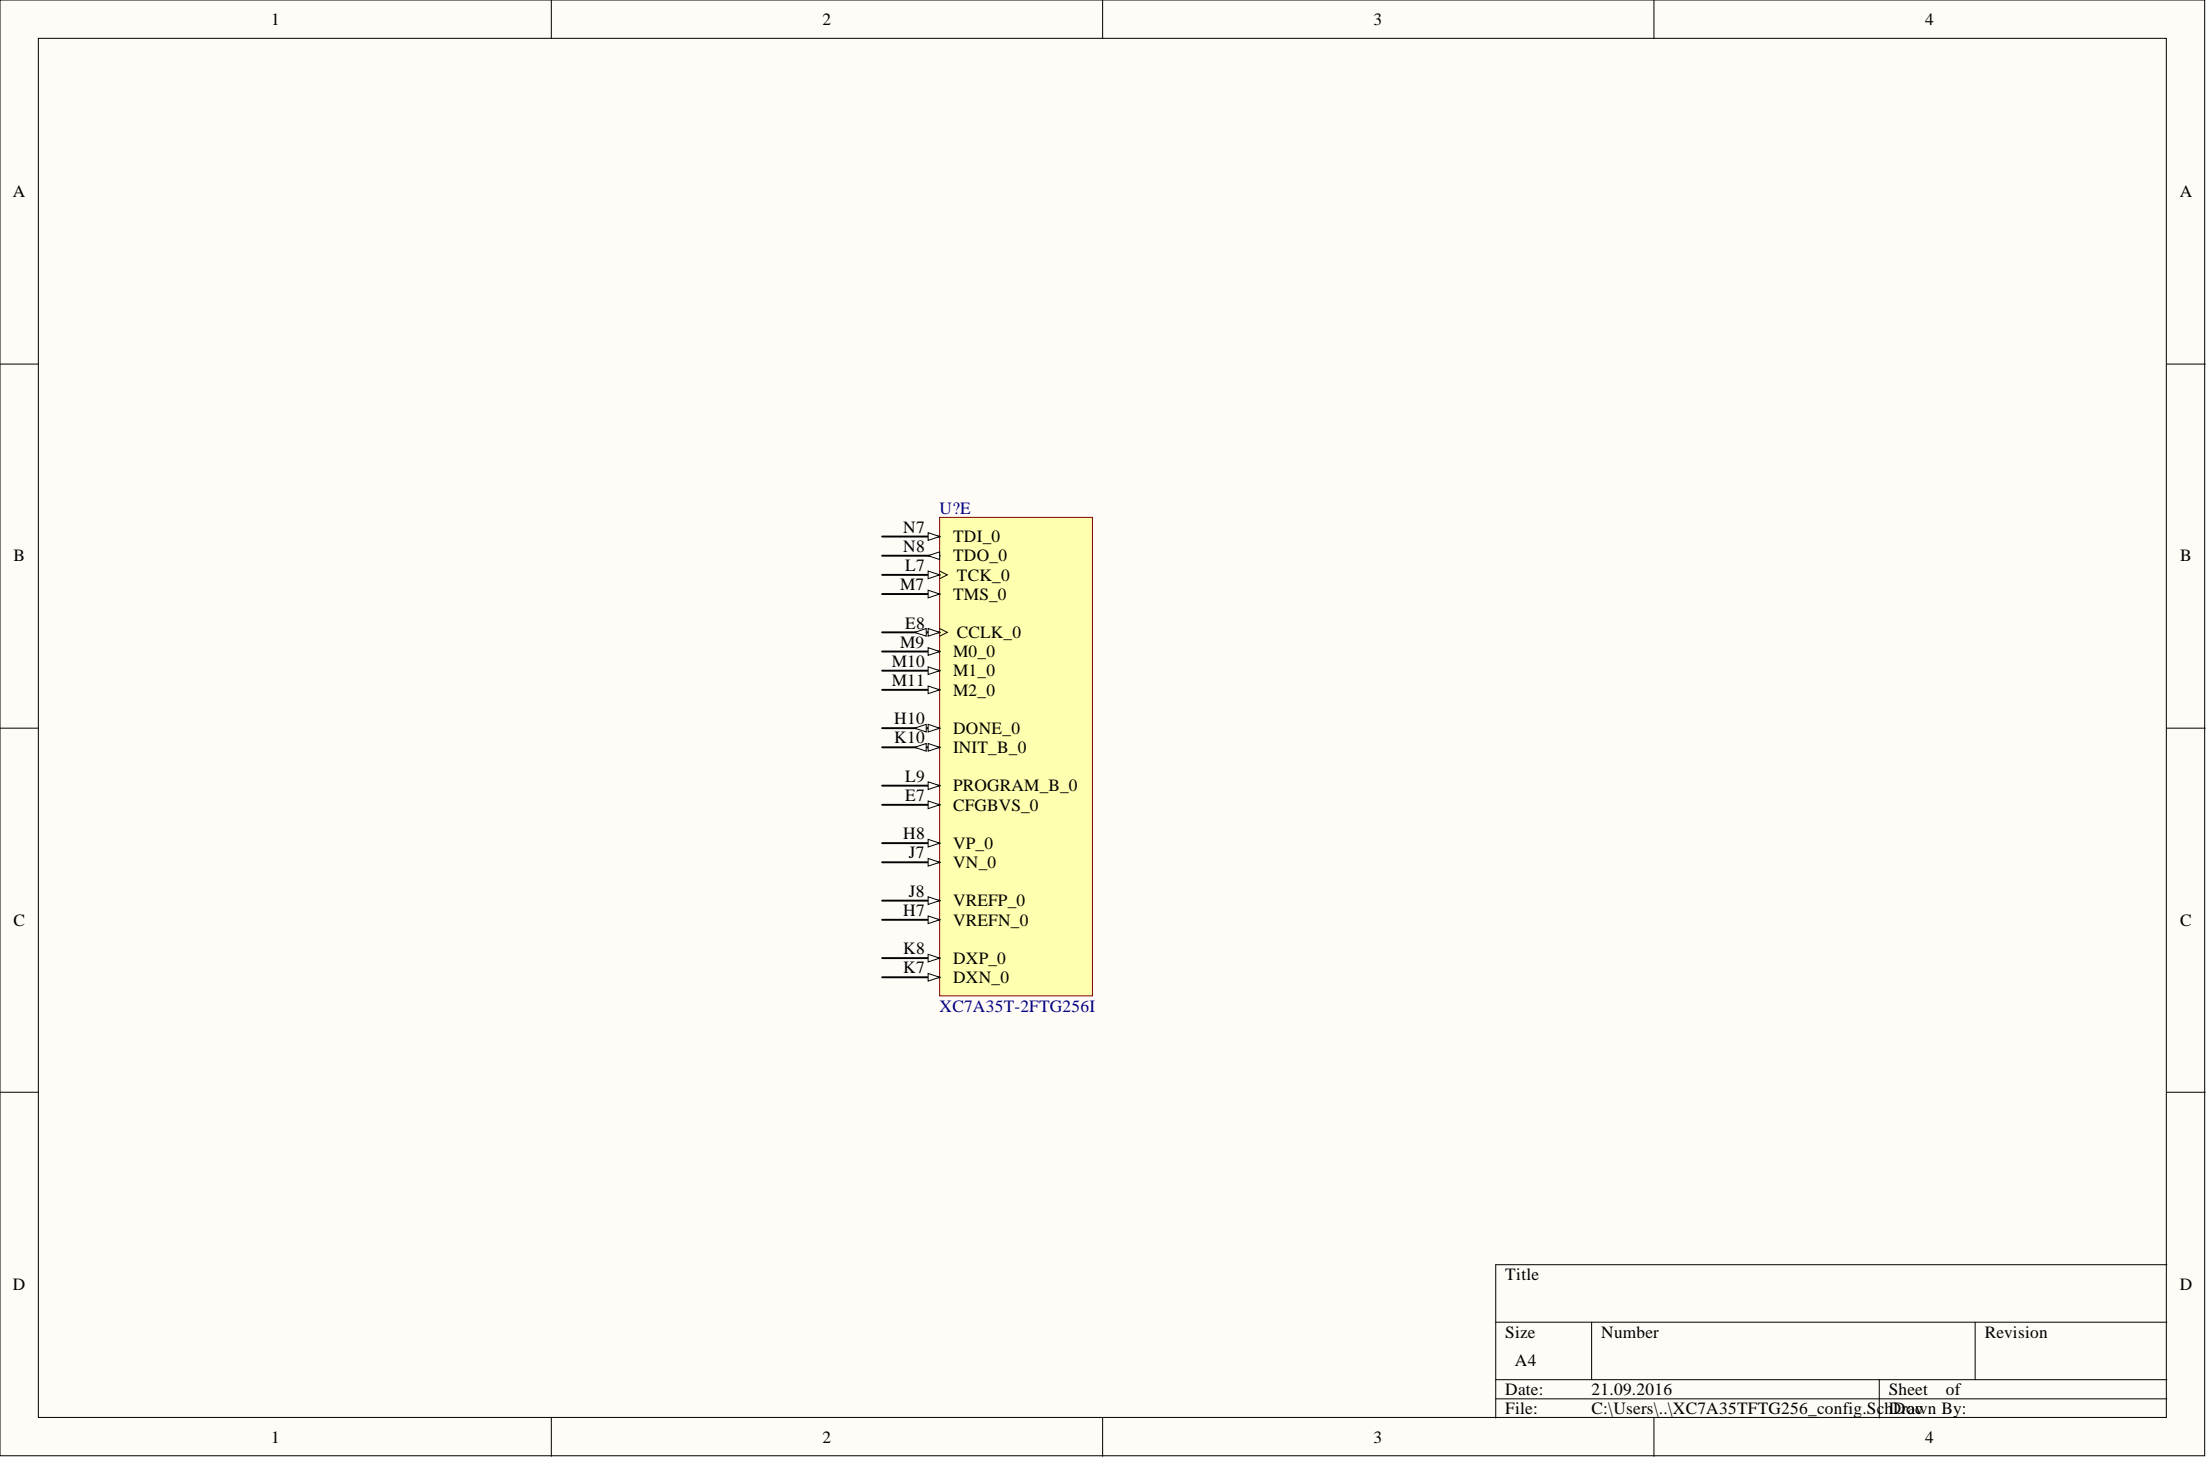 1 2 3 4
A A
U?E
N7 TDI_0
N8 TDO_0
L7 TCK_0
M7 TMS_0
B B
E8 CCLK_0
M9 M0_0
M10 M1_0
M11 M2_0
H10 DONE_0
K10 INIT_B_0
L9 PROGRAM_B_0
E7 CFGBVS_0
H8 VP_0
J7 VN_0
J8 VREFP_0
H7 VREFN_0
C C
K8 DXP_0
K7 DXN_0
XC7A35T-2FTG256I
D D
Title
Size Number Revision
A4
Date: 21.09.2016 Sheet of
File: C:\Users\..\XC7A35TFTG256_config.SchDoc Drawn By:
1 2 3 4